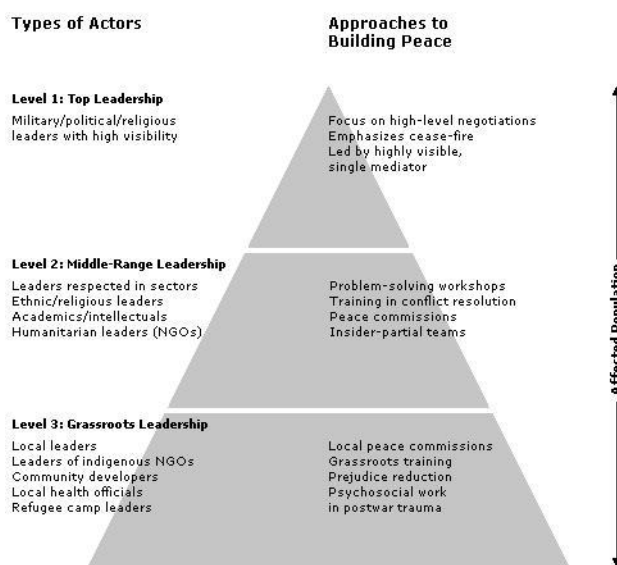 Types of Actors
Approaches to
Building Peace
Level 1: Top Leadership
Military/political/religious
leaders with high visibility
Focus on high-level negotiations
Emphasizes cease-fire
Led by highly visible,
single mediator
Level 2: Middle-Range Leadership
Leaders respected in sectors
Ethnic/religious leaders
Academics/intellectuals
Humanitarian leaders (NGOs)
Problem-solving workshops
Training in conflict resolution
Peace commissions
Insider-partial teams
Level 3: Grassroots Leadership
Local leaders
Leaders of indigenous NGOs
Community developers
Local health officials
Refugee camp leaders
Local peace commissions
Grassroots training
Prejudice reduction
Psychosocial work
in postwar trauma
Affected Population